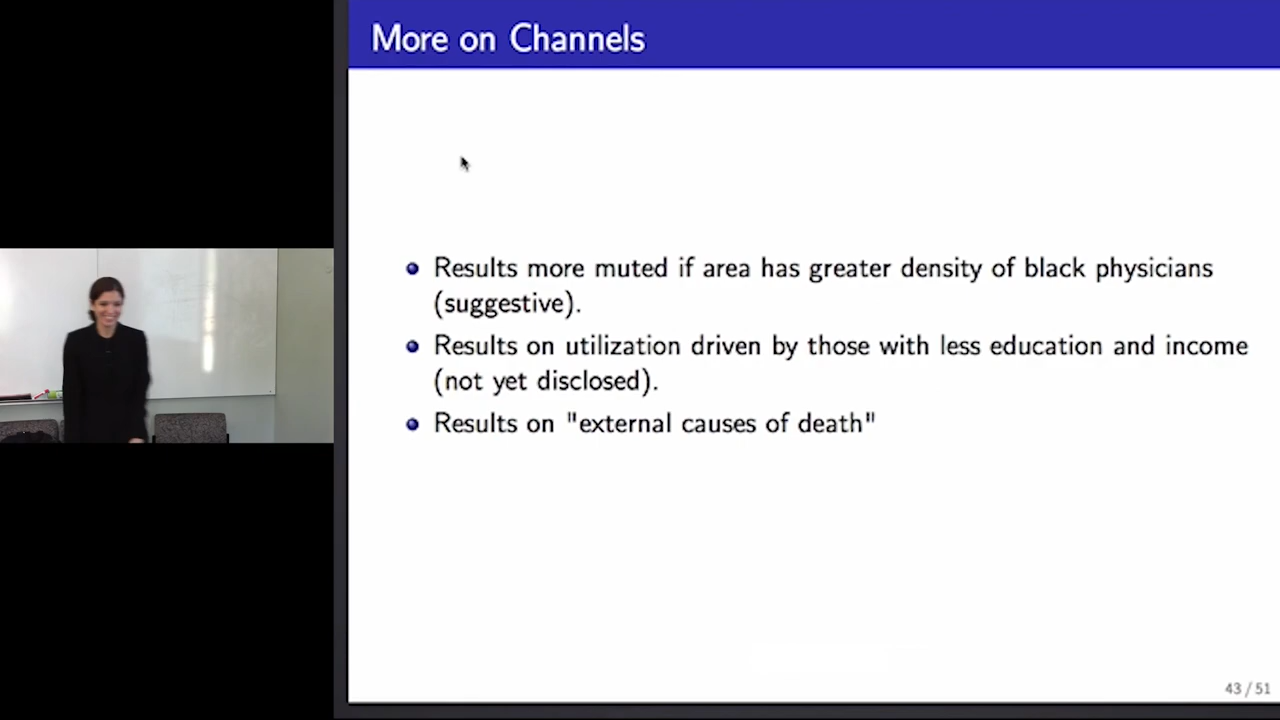 More on Channels
Results more muted if area has greater density of black physicians
(suggestive).
Results on utilization driven by those with less education and income
(not yet disclosed).
Results on "external causes of death"
43 / 51